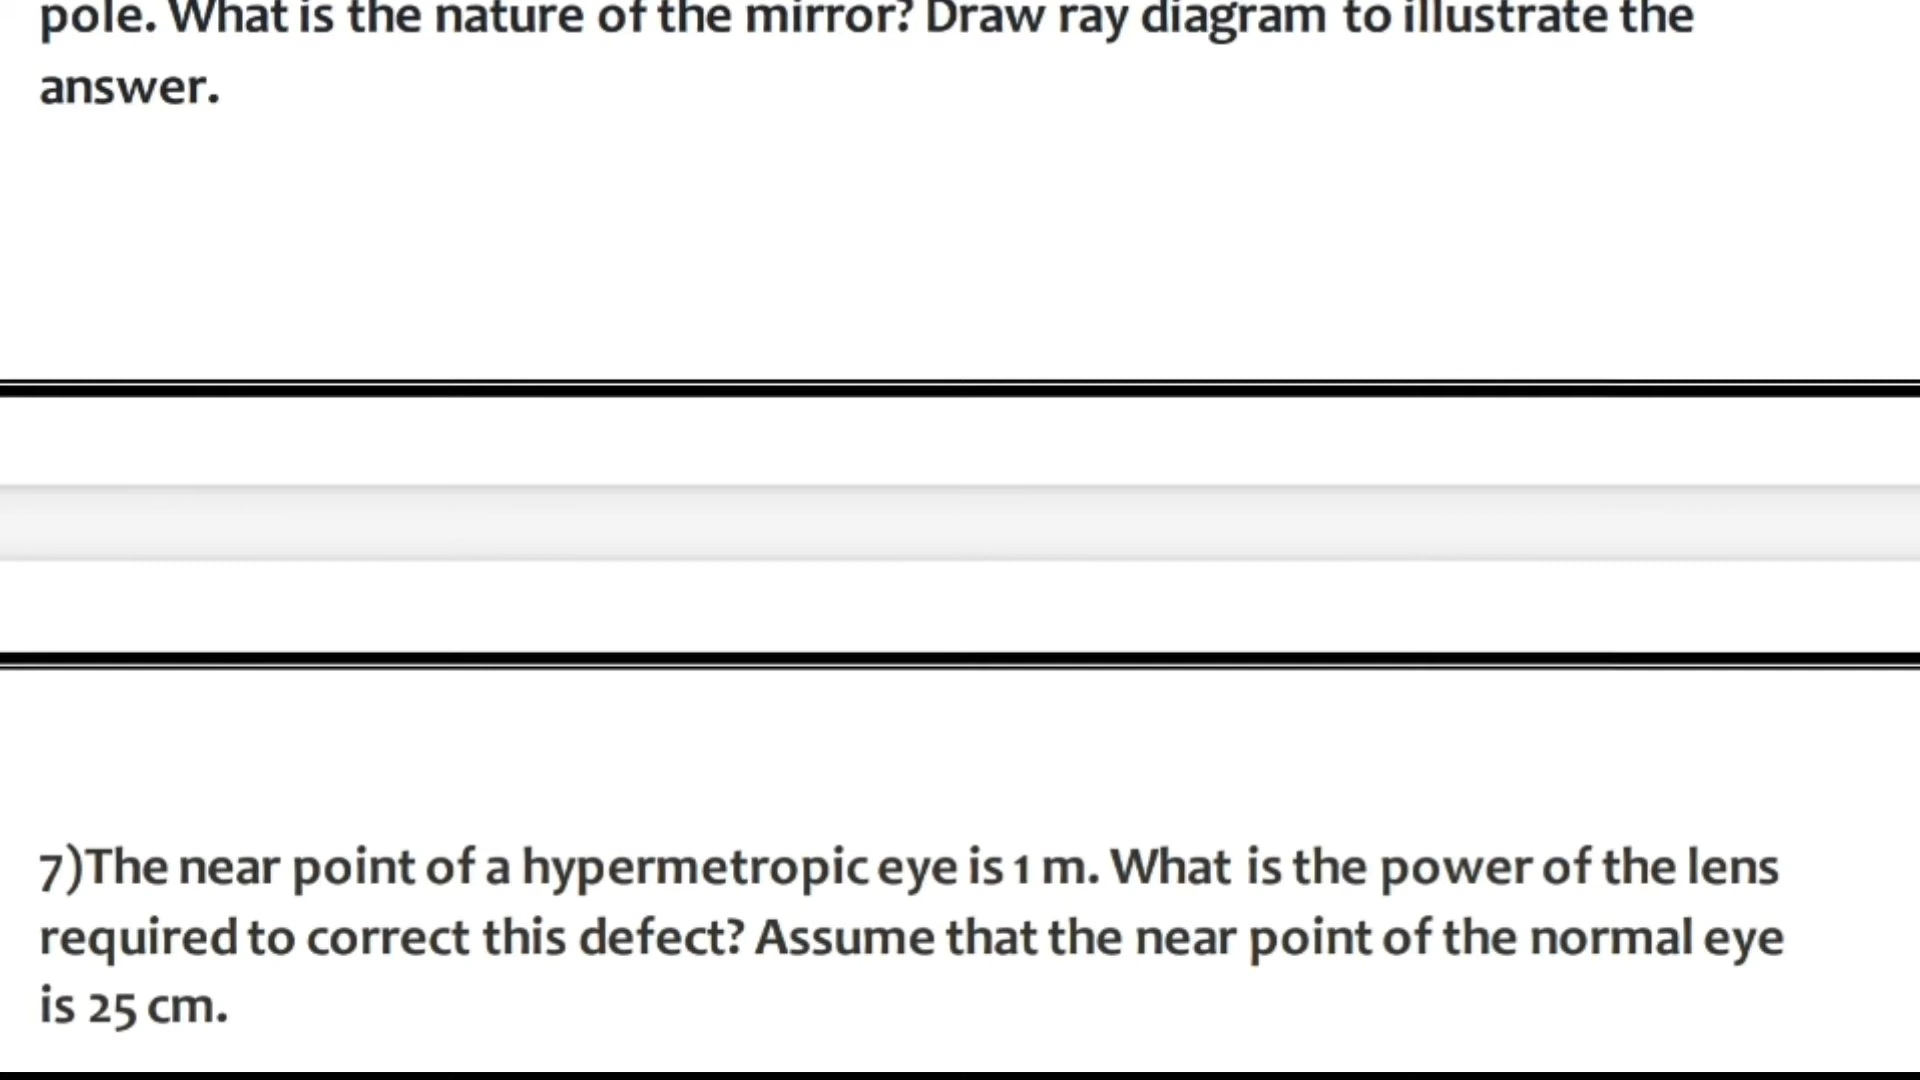 pole. What is the nature of the mirror? Draw ray diagram to illustrate the
answer.
7)The near point of a hypermetropic eye is 1 m. What is the power of the lens
required to correct this defect? Assume that the near point of the normal eye
is 25 cm.